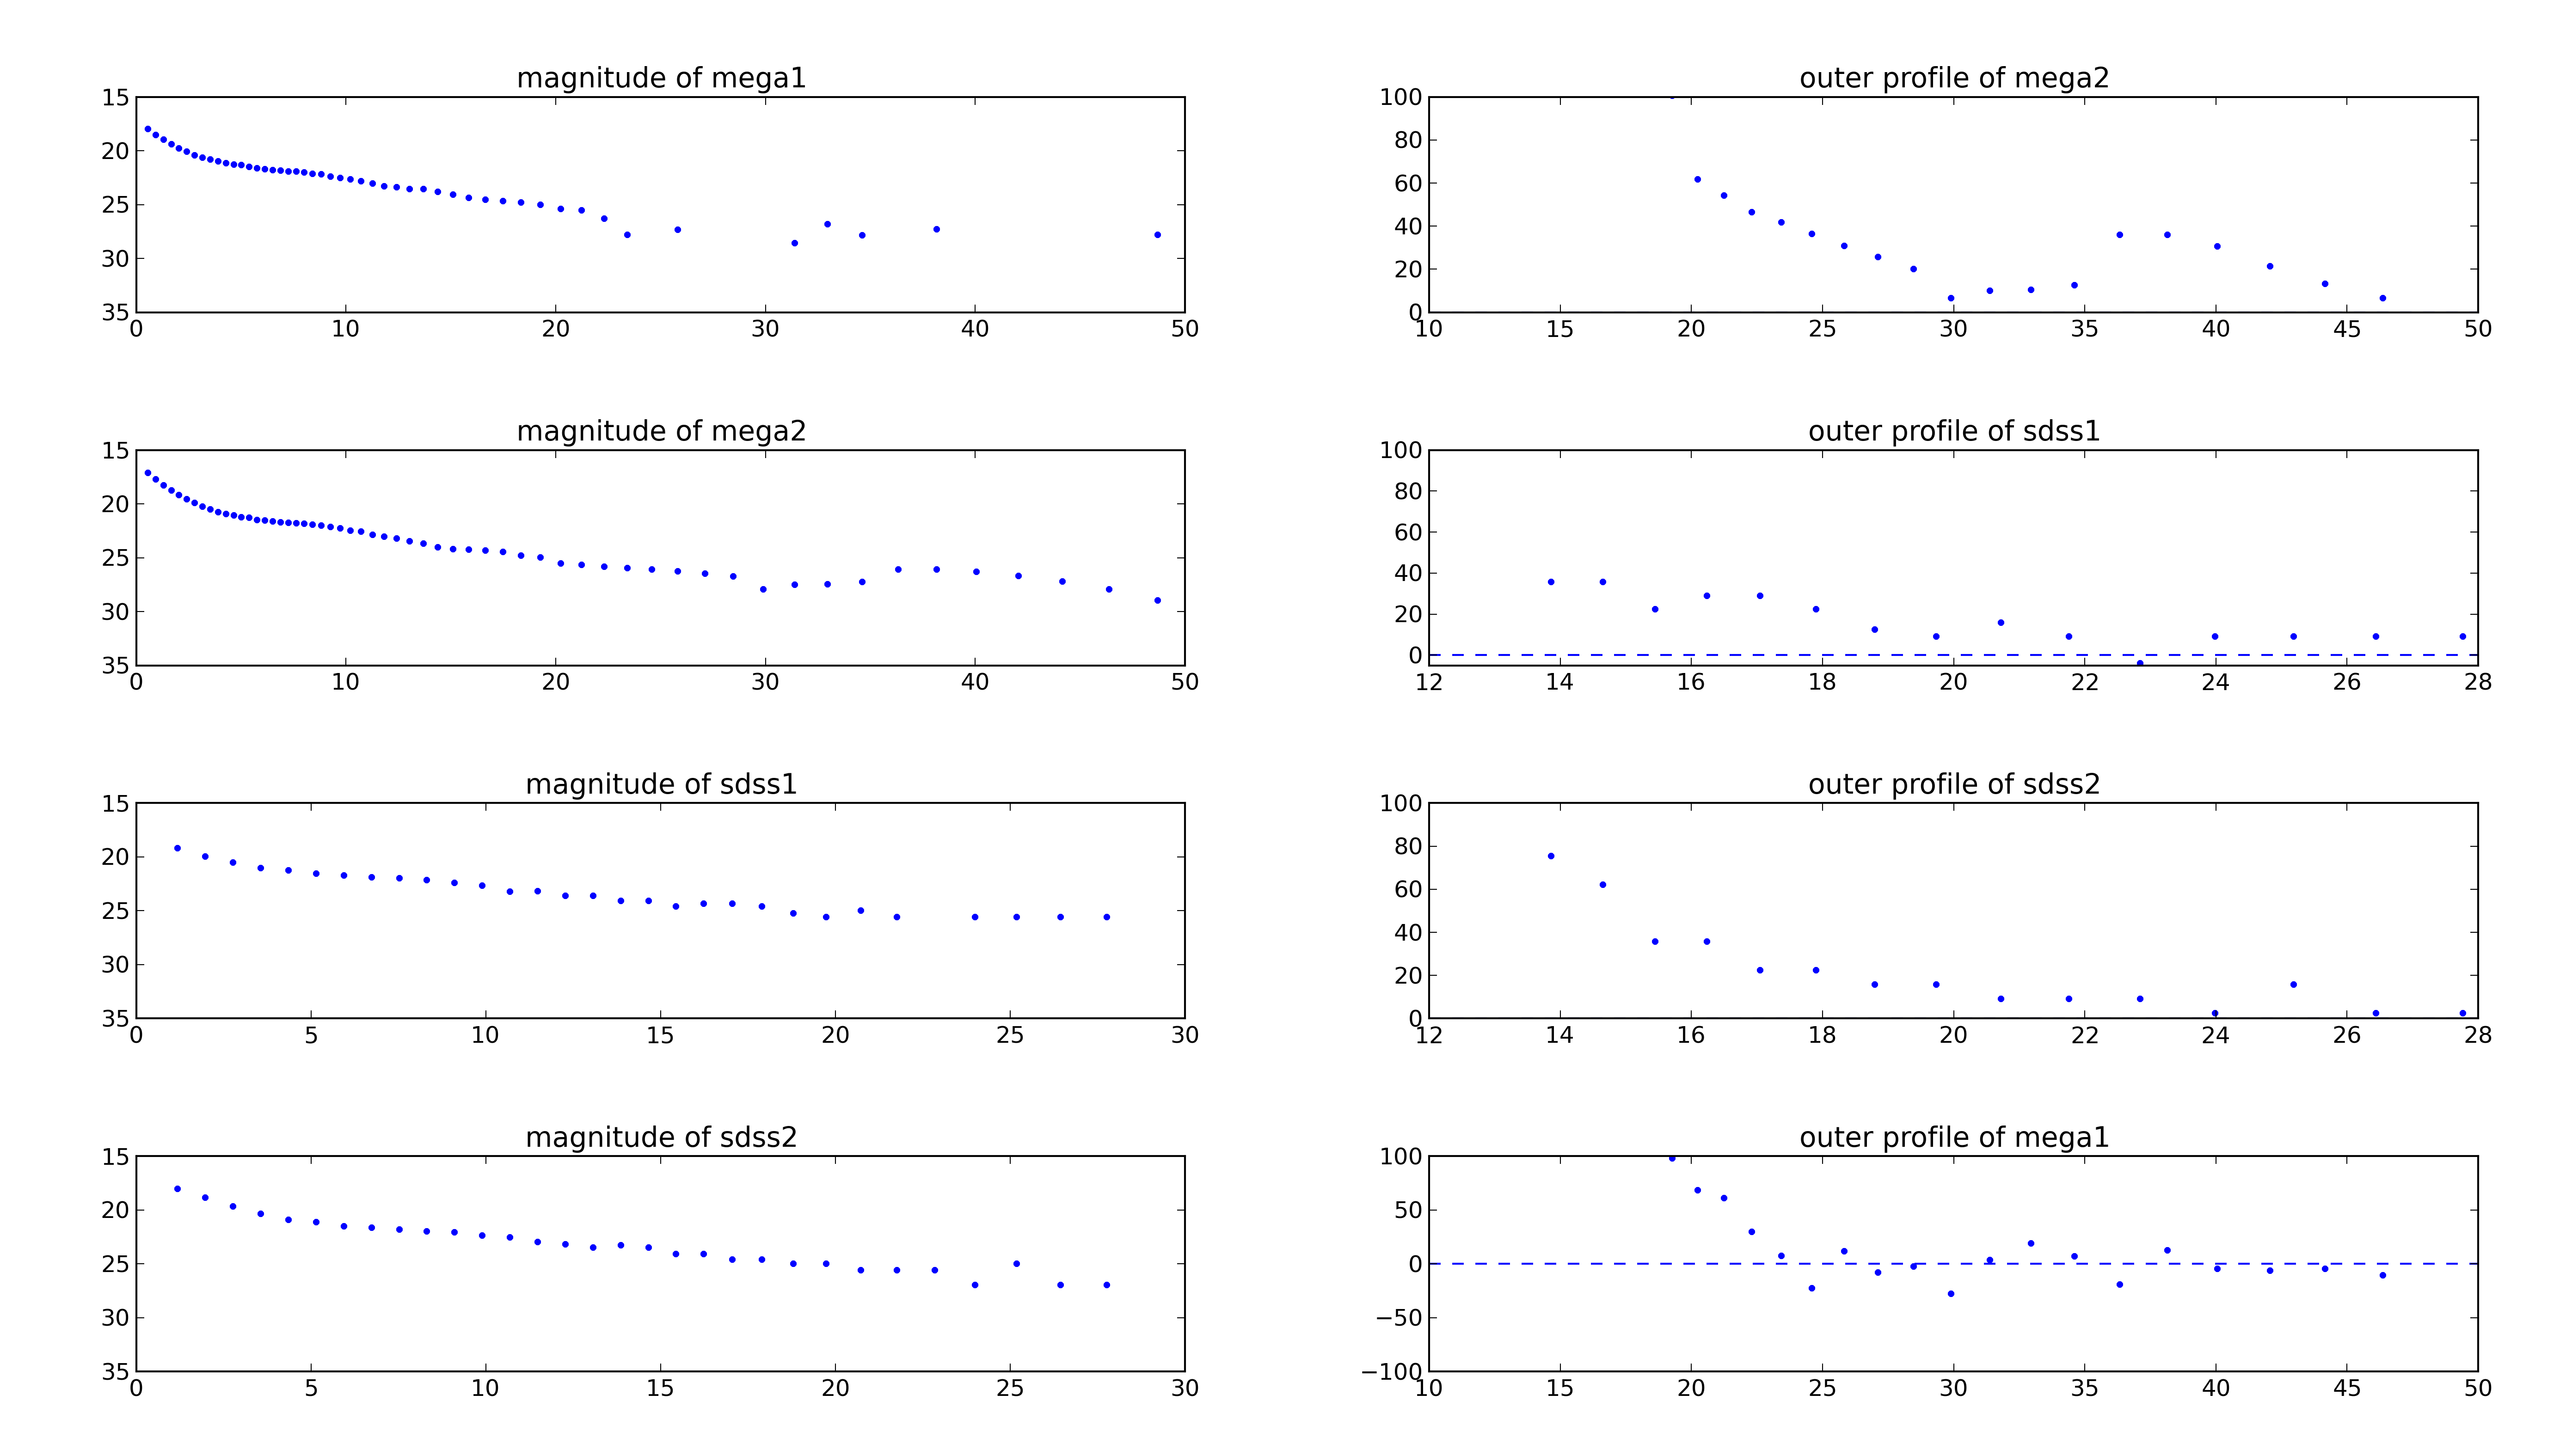 magnitude of mega1
15
20
25
30
35
0 10 20 30 40 50
outer profile of mega2
100
80
60
40
20
0
10 15 20 25 30 35 40 45 50
magnitude of mega2
15
20
25
30
35
0 10 20 30 40 50
outer profile of sdss1
100
80
60
40
20
0
12 14 16 18 20 22 24 26 28
magnitude of sdss1
15
20
25
30
35
0 5 10 15 20 25 30
outer profile of sdss2
100
80
60
40
20
0
12 14 16 18 20 22 24 26 28
magnitude of sdss2
15
20
25
30
35
0 5 10 15 20 25 30
outer profile of mega1
100
50
0
−50
−100
10 15 20 25 30 35 40 45 50